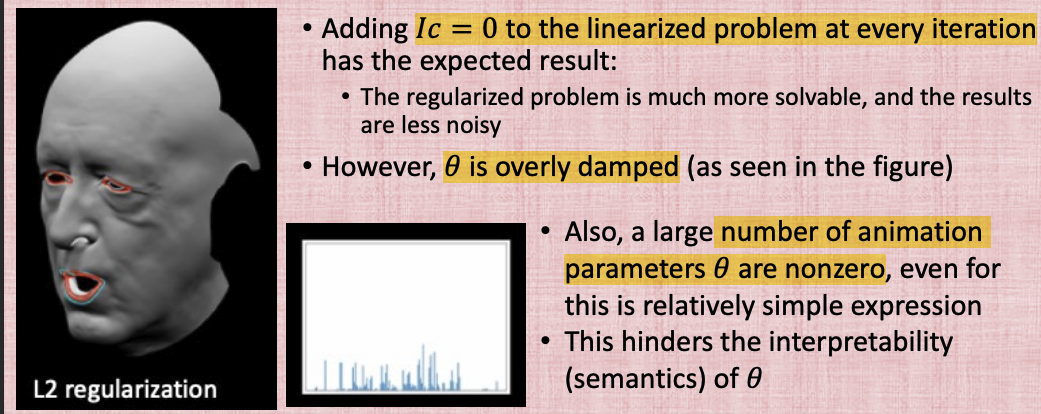 • Adding Ic = 0 to the linearized problem at every iteration
has the expected result:
• The regularized problem is much more solvable, and the results
are less noisy
• However, θ is overly damped (as seen in the figure)
• Also, a large number of animation
parameters θ are nonzero, even for
this is relatively simple expression
• This hinders the interpretability
(semantics) of θ
L2 regularization